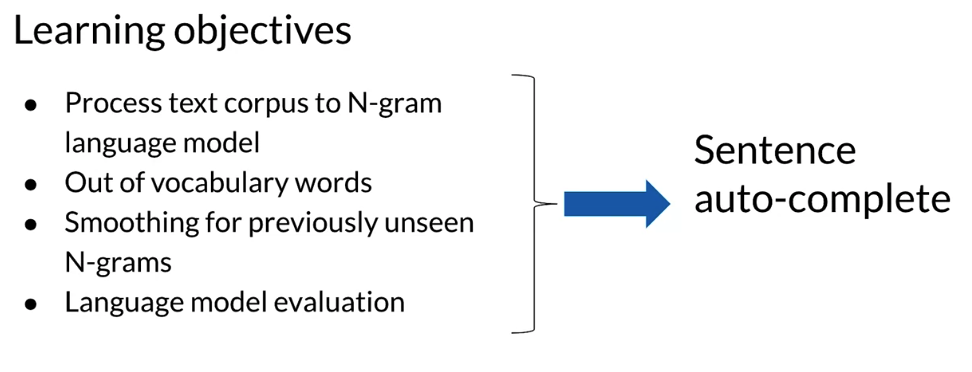 Learning objectives
● Process text corpus to N-gram
language model
● Out of vocabulary words
● Smoothing for previously unseen
N-grams
● Language model evaluation
Sentence
auto-complete